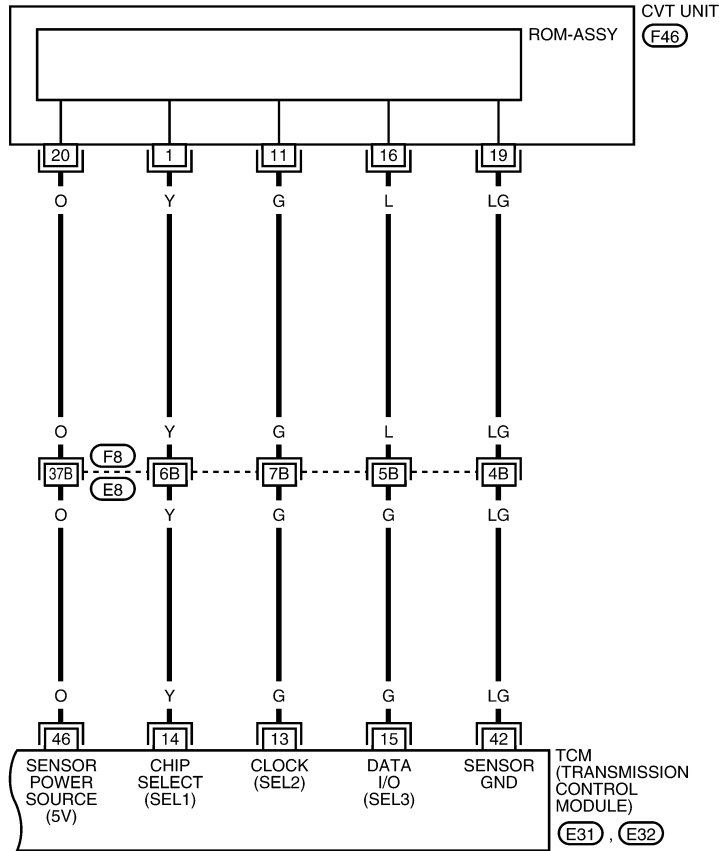 CVT UNIT
ROM-ASSY
F46
20 1 11 16 19
O Y G L LG
O Y G L LG
F8
37B 6B 7B 5B 4B
E8
O Y G G LG
O Y G G LG
46 14 13 15 42
SENSOR
POWER
SOURCE
(5V)
CHIP
SELECT
(SEL1)
CLOCK
(SEL2)
DATA
I/O
(SEL3)
SENSOR
GND
TCM
(TRANSMISSION
CONTROL
MODULE)
E31 , E32